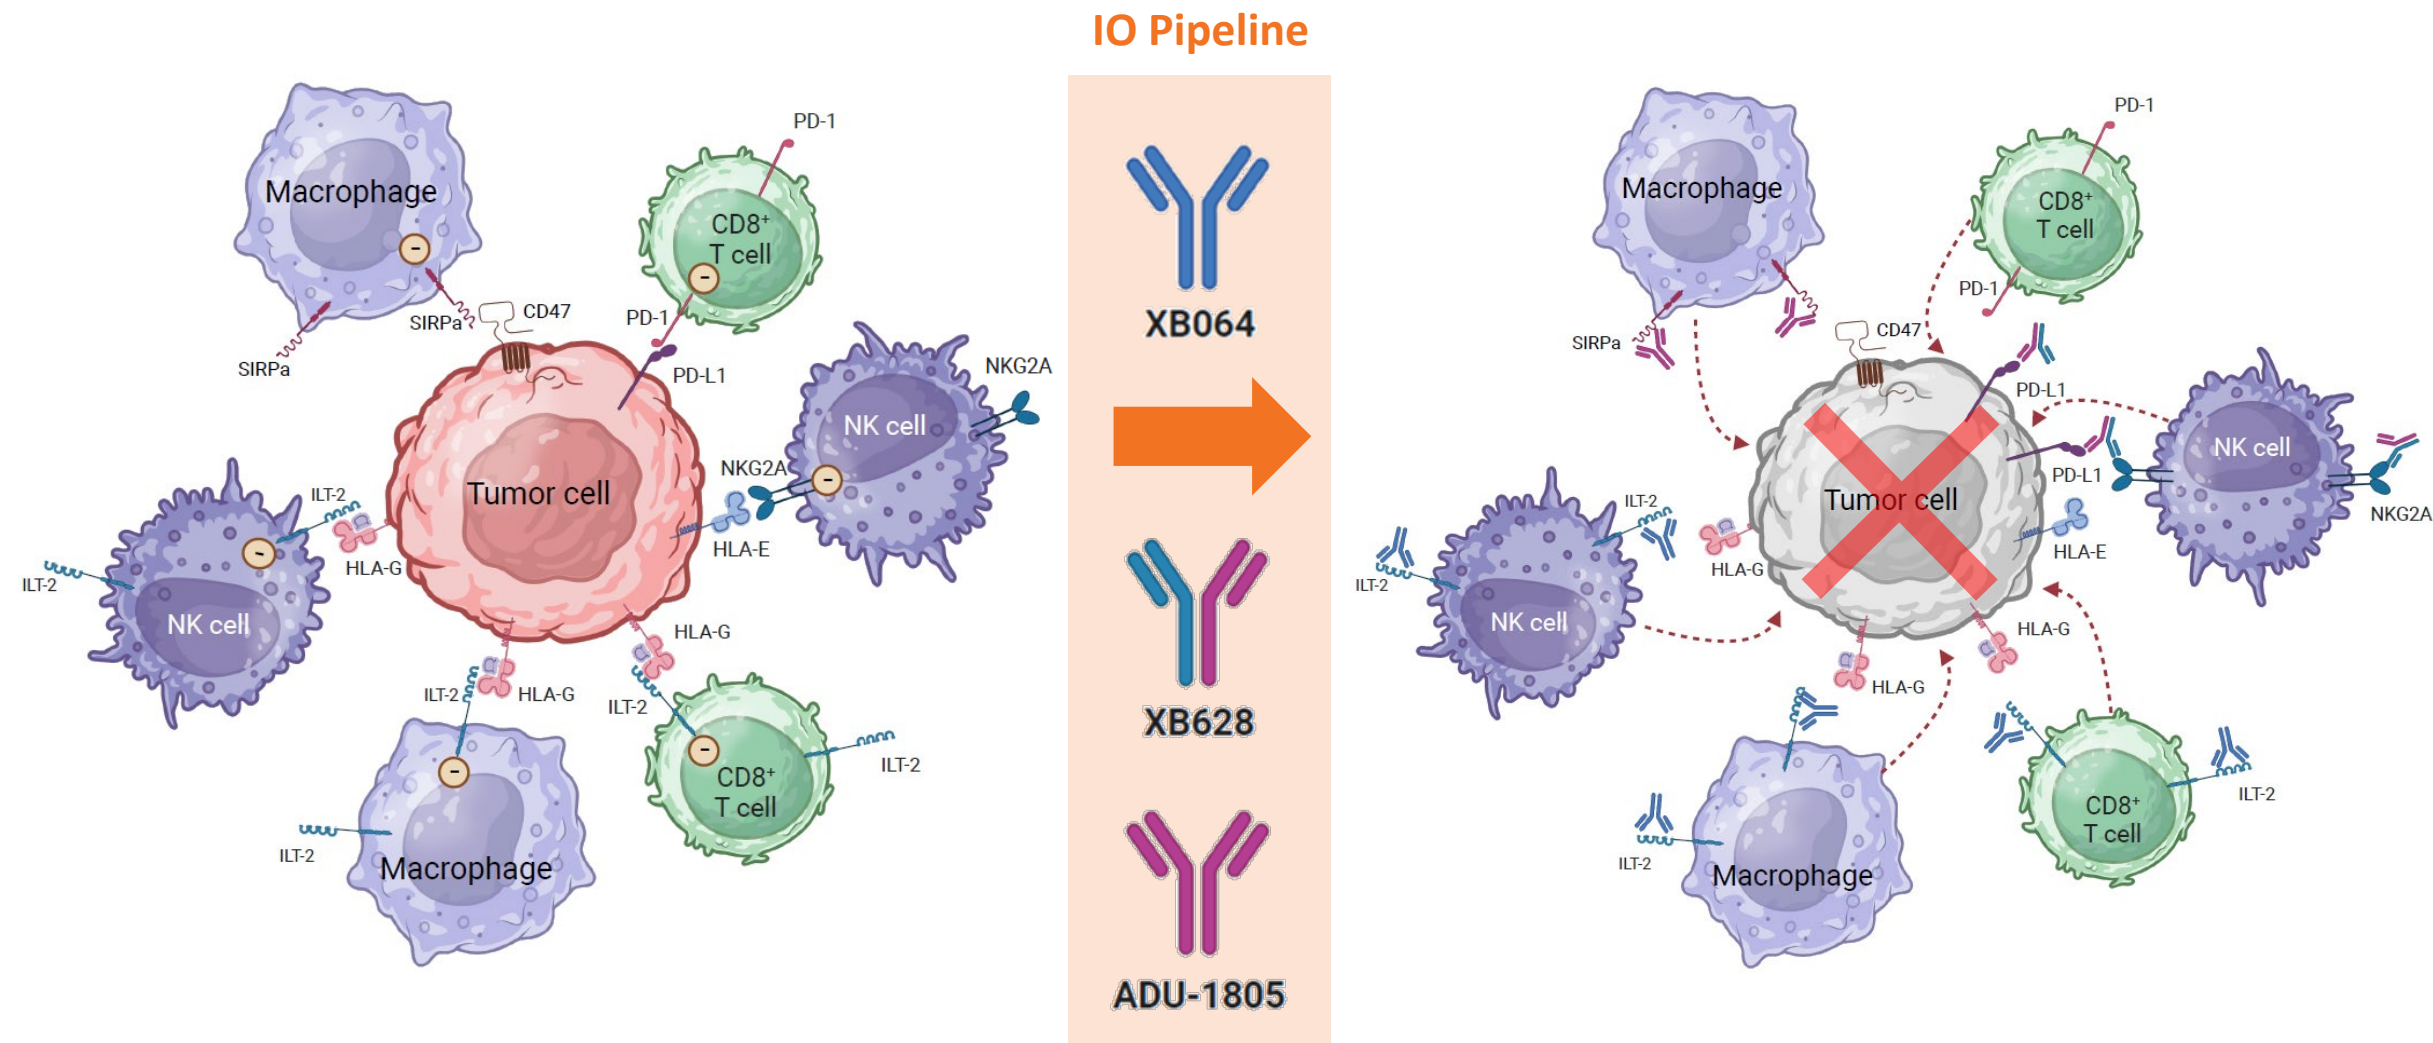 IO Pipeline
PD-1
Macrophage
CD8+
T cell
-
-
SIRPa
CD47
PD-1
SIRPa
PD-L1
NKG2A
NK cell
NKG2A
-
Tumor cell
ILT-2
HLA-E
-
HLA-G
ILT-2
NK cell
HLA-G
ILT-2
HLA-G
ILT-2
-
-
CD8+
T cell
ILT-2
ILT-2
Macrophage
XB064
XB628
ADU-1805
PD-1
Macrophage
CD8+
T cell
PD-1
SIRPa
CD47
PD-L1
NK cell
PD-L1
NKG2A
Tumor cell
ILT-2
HLA-E
HLA-G
ILT-2
NK cell
HLA-G
HLA-G
ILT-2
CD8+
T cell
ILT-2
Macrophage